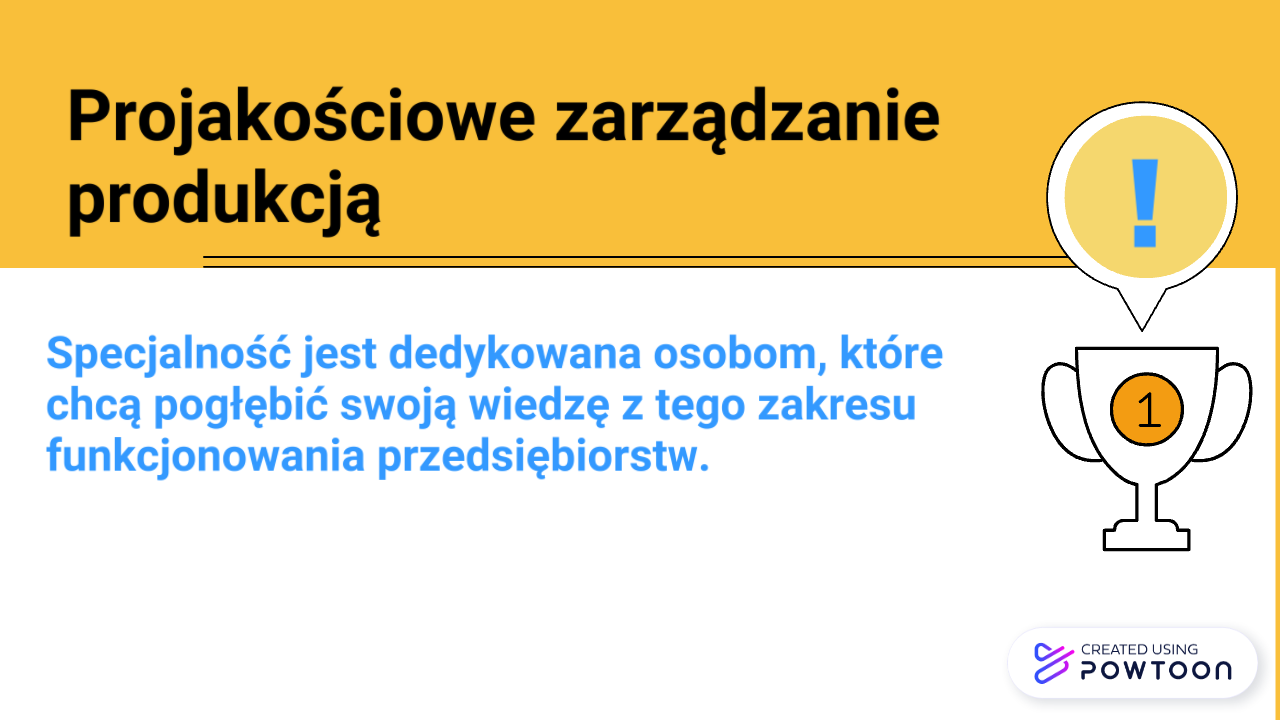 Projakościowe zarządzanie
produkcją
!
Specjalność jest dedykowana osobom, które
chcą pogłębić swoją wiedzę z tego zakresu
funkcjonowania przedsiębiorstw.
1
CREATED USING
POWTOON